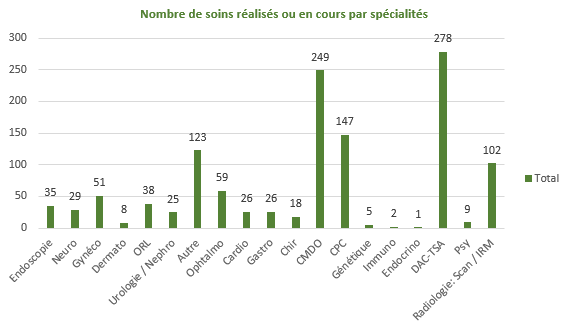 Nombre de soins réalisés ou en cours par spécialités
300
250
200
150
100
50
0
35
29
51
8
38
25
123
59
26
26
18
249
147
5
2
1
278
9
102
Endoscopie
Neuro
Gynéco
Dermato
ORL
Urologie / Nephro
Autre
Ophtalmo
Cardio
Gastro
Chir
CMDO
CPC
Génétique
Immuno
Endocrino
DAC-TSA
Psy
Radiologie: Scan / IRM
Total